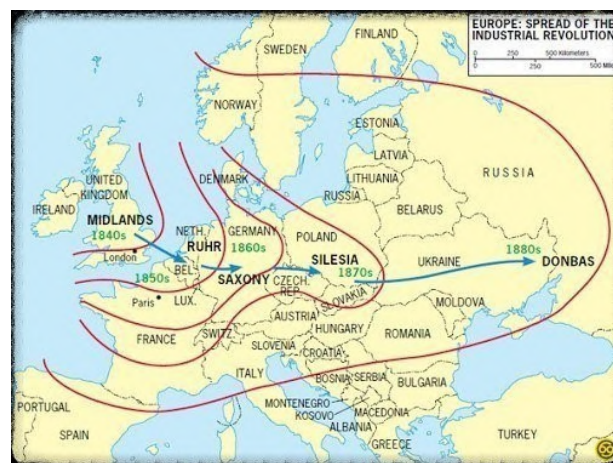 EUROPE: SPREAD OF THE
INDUSTRIAL REVOLUTION
0 250 500 Kilometers
0 250 500 Mile
FINLAND
SWEDEN
NORWAY
ESTONIA
RUSSIA
LATVIA
DENMARK
LITHUANIA
UNITED
KINGDOM
RUSSIA
IRELAND
BELARUS
MIDLANDS
NETH.
GERMANY
POLAND
1840s
RUHR
1860s
London
SILESIA
1880s
BEL.
UKRAINE
DONBAS
1850s
SAXONY
CZECH.
REP.
1870s
Paris
LUX.
SLOVAKIA
MOLDOVA
AUSTRIA
FRANCE
SWITZ.
HUNGARY
ROMANIA
SLOVENIA
CROATIA
ITALY
BOSNIA
SERBIA
BULGARIA
PORTUGAL
MONTENEGRO
KOSOVO
MACEDONIA
SPAIN
ALBANIA
TURKEY
GREECE